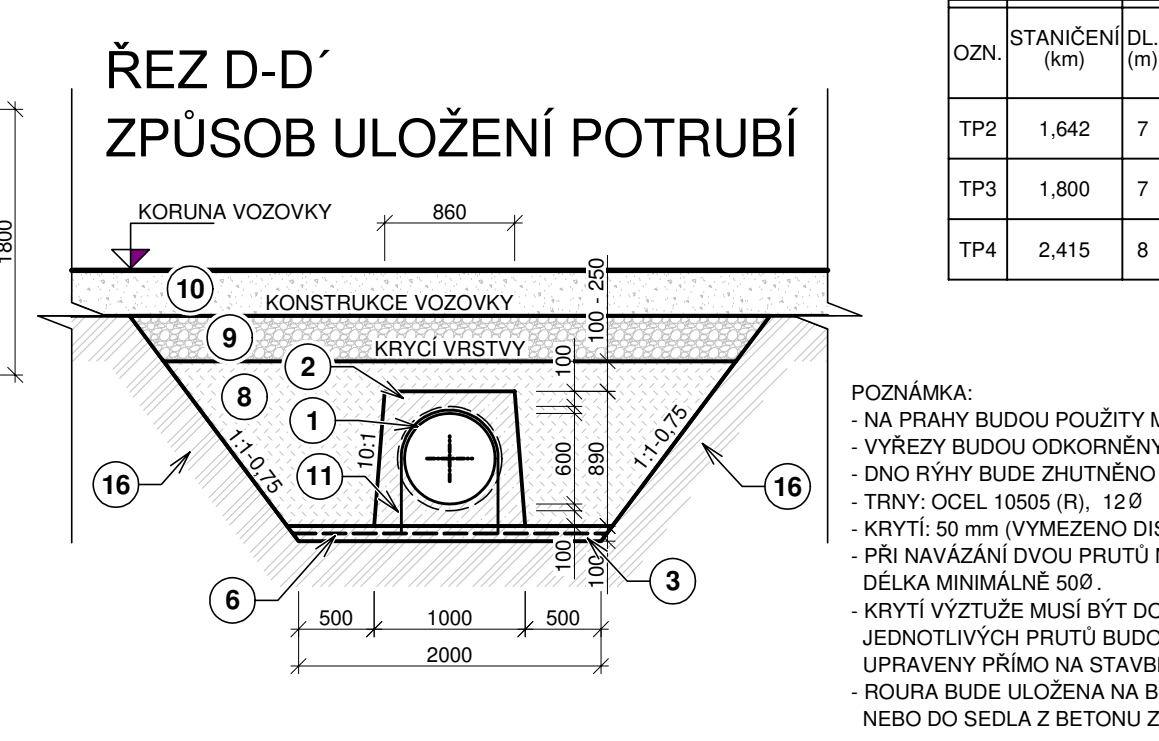 ŘEZ D-D´
ZPŮSOB ULOŽENÍ POTRUBÍ
1800
KORUNA VOZOVKY
860
10
KONSTRUKCE VOZOVKY
100 - 250
9
KRYCÍ VRSTVY
100
2
8
1
10:1
600
890
1:1-0,75
1:1-0,75
11
16
16
100
100
6
3
500
1000
500
2000
OZN. STANIČENÍ (km) DL. (m)
TP2 1,642 7
TP3 1,800 7
TP4 2,415 8
POZNÁMKA:
- NA PRAHY BUDOU POUŽITY
- VYŘEZY BUDOU ODKORNĚNY
- DNO RÝHY BUDE ZHUTNĚNO
- TRNY: OCEL 10505 (R), 12Ø
- KRYTÍ: 50 mm (VYMEZENO
- PŘI NAVÁZÁNÍ DVOU PRUTŮ
DÉLKA MINIMÁLNĚ 50Ø.
- KRYTÍ VÝZTUŽE MUSÍ BÝT
JEDNOTLIVÝCH PRUTŮ
UPRAVENY PŘÍMO NA
- ROURA BUDE ULOŽENA NA
NEBO DO SEDLA Z BETONU